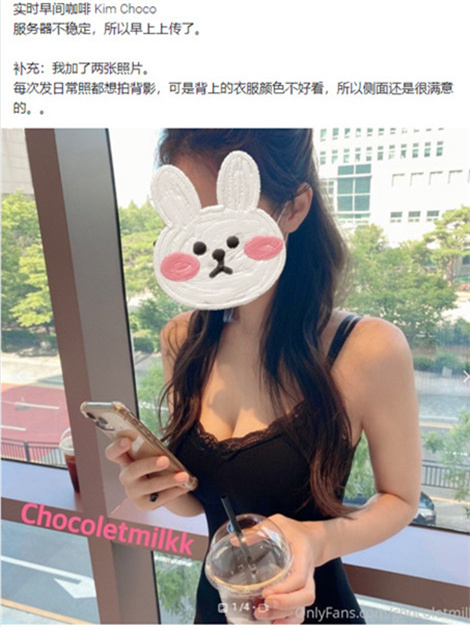 实时早间咖啡 Kim Choco
服务器不稳定，所以早上上传了。
补充：我加了两张照片。
每次发日常照都想拍背影，可是背上的衣服颜色不好看，所以侧面还是很满意
的。。
Chocoletmilkk
1/4
OnlyFans.com/chocoletmil